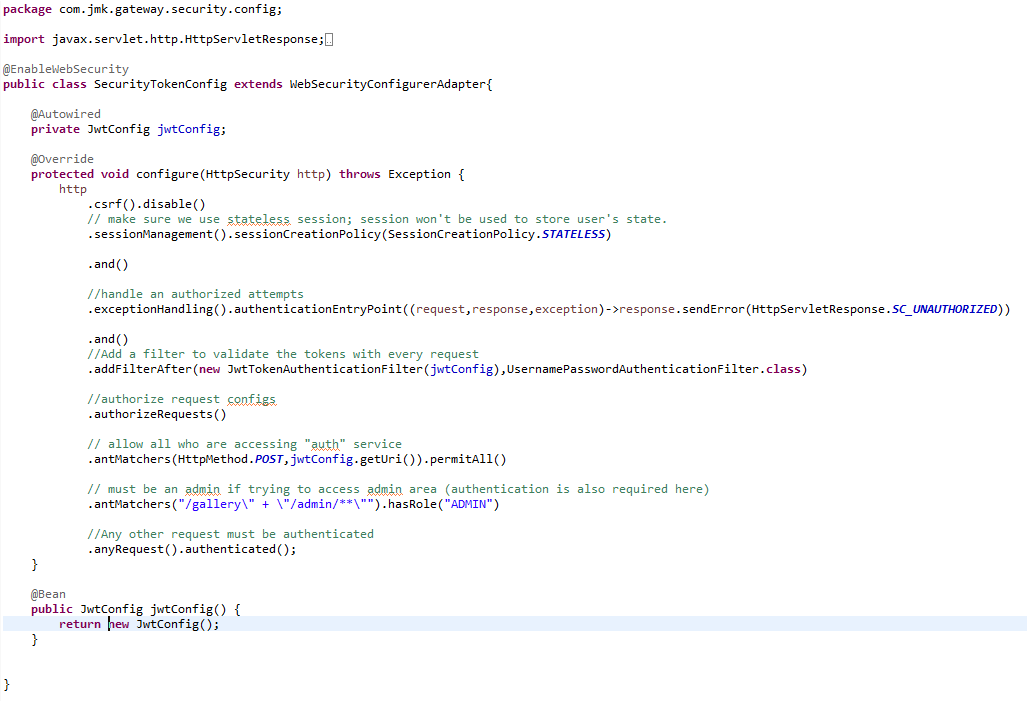 package com.jmk.gateway.security.config;
import javax.servlet.http.HttpServletResponse;
@EnableWebSecurity
public class SecurityTokenConfig extends WebSecurityConfigurerAdapter{
@Autowired
private JwtConfig jwtConfig;
@Override
protected void configure(HttpSecurity http) throws Exception {
http
.csrf().disable()
// make sure we use stateless session; session won't be used to store user's state.
.sessionManagement().sessionCreationPolicy(SessionCreationPolicy.STATELESS)
.and()
//handle an authorized attempts
.exceptionHandling().authenticationEntryPoint((request,response,exception)->response.sendError(HttpServletResponse.SC_UNAUTHORIZED))
.and()
//Add a filter to validate the tokens with every request
.addFilterAfter(new JwtTokenAuthenticationFilter(jwtConfig),UsernamePasswordAuthenticationFilter.class)
//authorize request configs
.authorizeRequests()
// allow all who are accessing "auth" service
.antMatchers(HttpMethod.POST,jwtConfig.getUri()).permitAll()
// must be an admin if trying to access admin area (authentication is also required here)
.antMatchers("/gallery\" + \"/admin/**\"").hasRole("ADMIN")
//Any other request must be authenticated
.anyRequest().authenticated();
}
@Bean
public JwtConfig jwtConfig() {
return new JwtConfig();
}
}